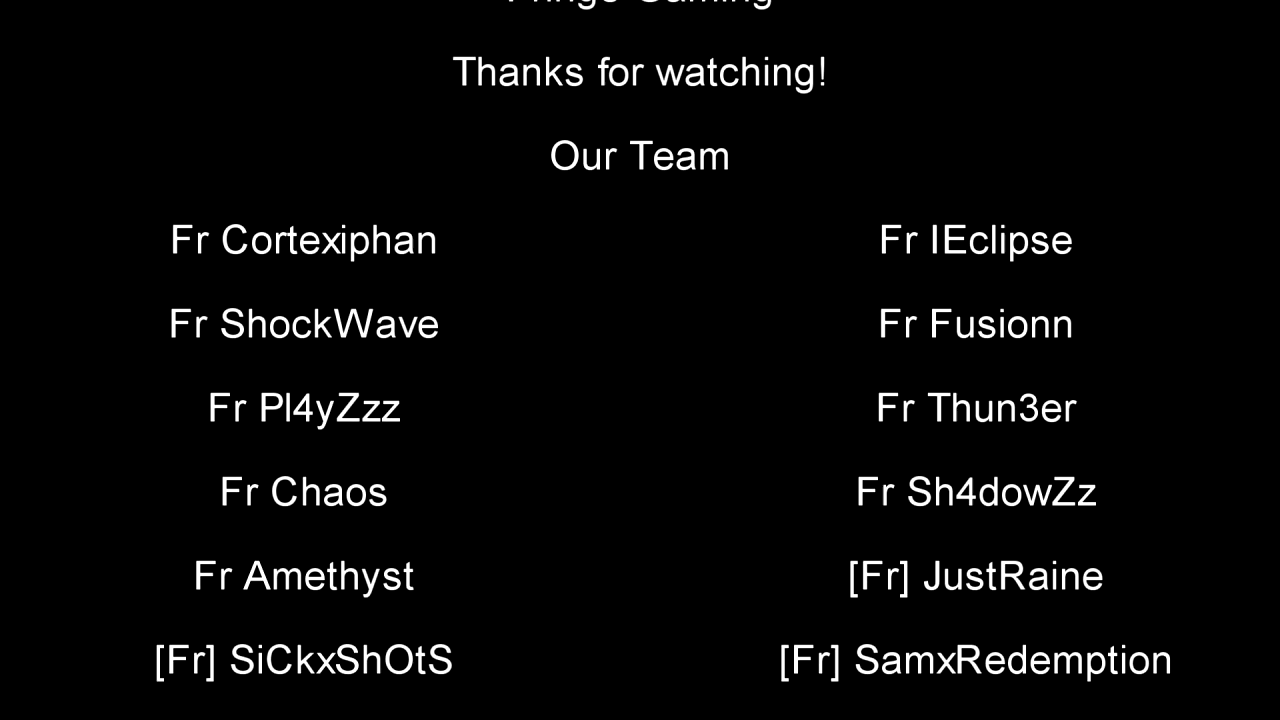 Thanks for watching!
Our Team
Fr Cortexiphan Fr IEclipse
Fr ShockWave Fr Fusionn
Fr Pl4yZzz Fr Thun3er
Fr Chaos Fr Sh4dowZz
Fr Amethyst [Fr] JustRaine
[Fr] SiCkxShOtS [Fr] SamxRedemption